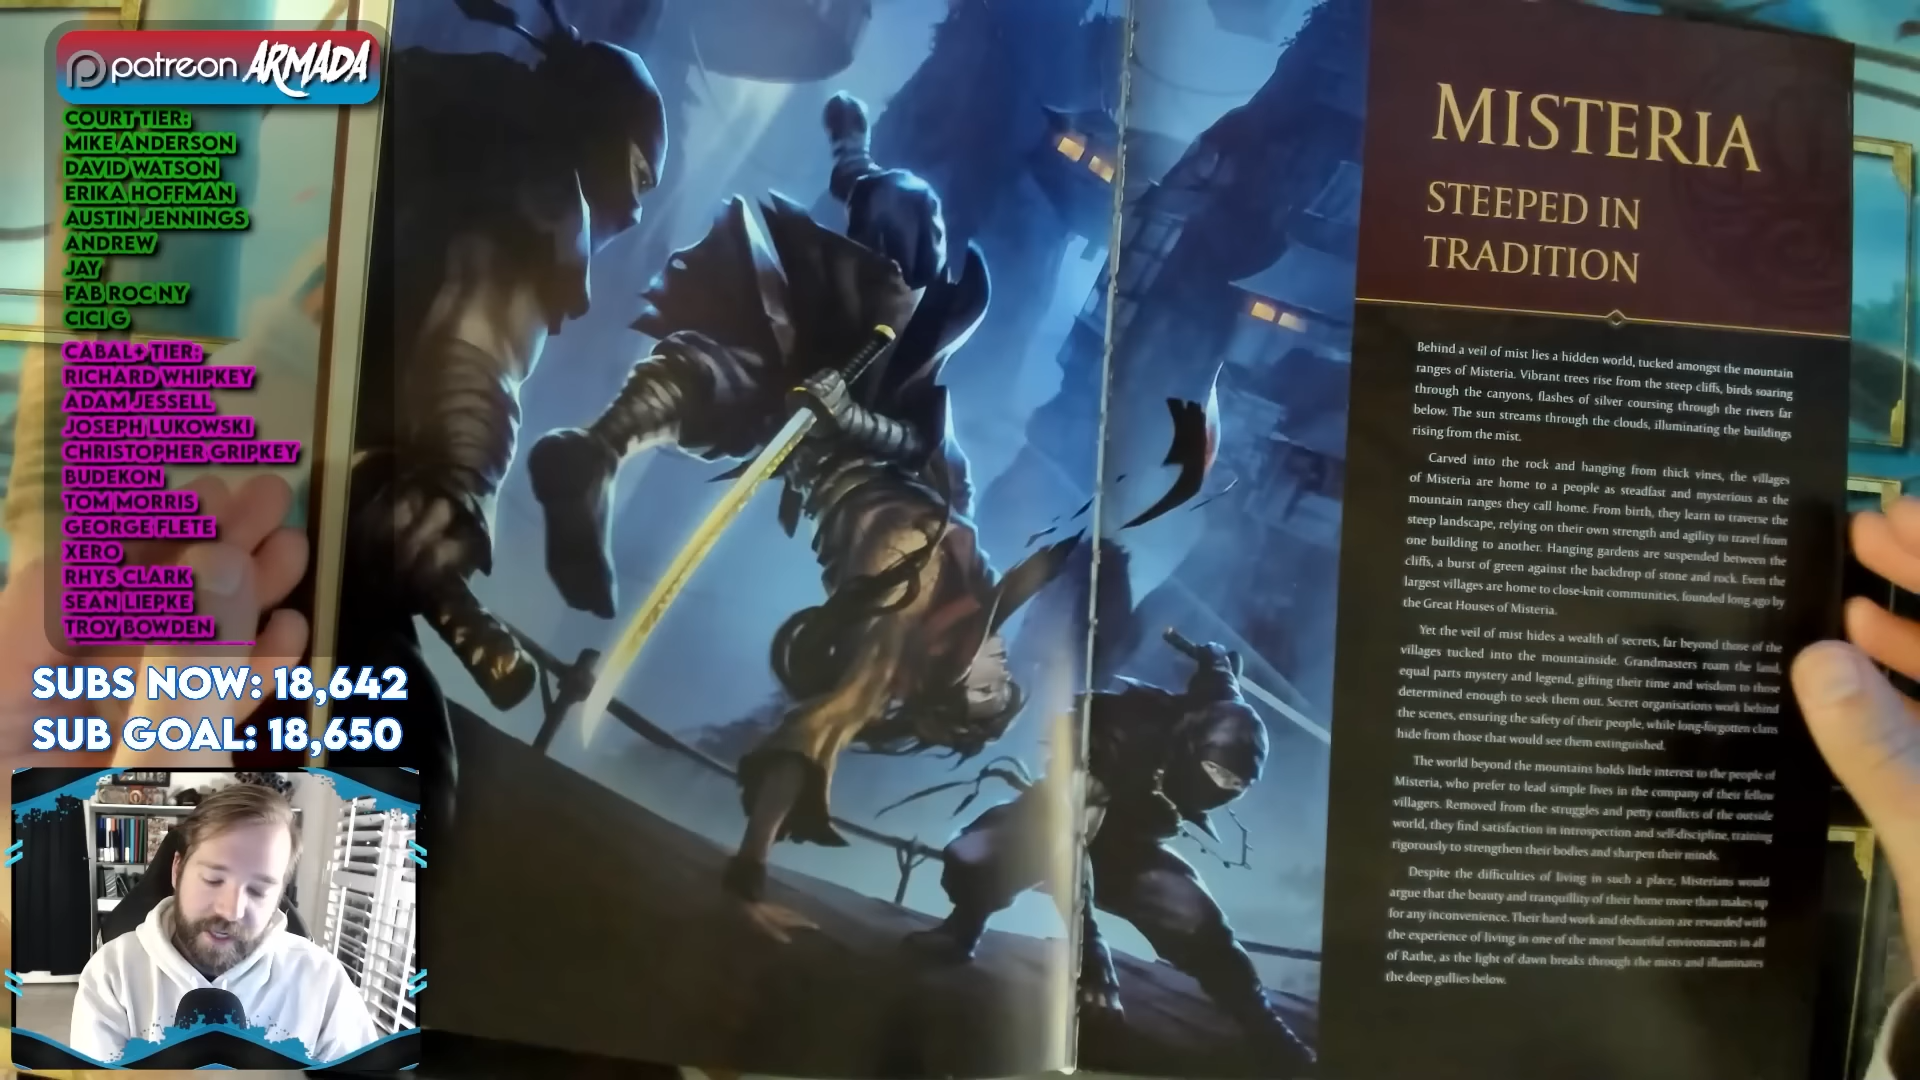 patreon ARMADA
COURT TIER:
MIKE ANDERSON
DAVID WATSON
ERIKA HOFFMAN
AUSTIN JENNINGS
ANDREW
JAY
FAB ROC NY
CICI G
CABAL+ TIER:
RICHARD WHIPKEY
ADAM JESSELL
JOSEPH LUKOWSKI
CHRISTOPHER GRIPKEY
BUDEKON
TOM MORRIS
GEORGE FLETE
XERO
RHYS CLARK
SEAN LIEPKE
TROY BOWDEN
SUBS NOW: 18,642
SUB GOAL: 18,650
MISTERIA
STEEPED IN
TRADITION
Behind a veil of mist lies a hidden world, tucked amongst the mountain
ranges of Misteria. Vibrant trees rise from the steep cliffs, birds soaring
through the canyons, flashes of silver coursing through the rivers far
below. The sun streams through the clouds, illuminating the buildings
rising from the mist.
Carved into the rock and hanging from thick vines, the villages
of Misteria are home to a people as steadfast and mysterious as the
mountain ranges they call home. From birth, they learn to traverse the
steep landscape, relying on their own strength and agility to travel from
one building to another. Hanging gardens are suspended between the
cliffs, a burst of green against the backdrop of stone and rock. Even the
largest villages are home to close-knit communities, founded long ago by
the Great Houses of Misteria.
Yet the veil of mist hides a wealth of secrets, far beyond those of the
villages tucked into the mountainside. Grandmasters roam the land,
equal parts mystery and legend, gifting their time and wisdom to those
determined enough to seek them out. Secret organisations work behind
the scenes, ensuring the safety of their people, while long-forgotten clans
hide from those that would see them extinguished.
The world beyond the mountains holds little interest to the people of
Misteria, who prefer to lead simple lives in the company of their fellow
villagers. Removed from the struggles and petty conflicts of the outside
world, they find satisfaction in introspection and self-discipline, training
rigorously to strengthen their bodies and sharpen their minds.
Despite the difficulties of living in such a place, Misterians would
argue that the beauty and tranquillity of their home more than makes up
for any inconvenience. Their hard work and dedication are rewarded with
the experience of living in one of the most beautiful environments in all
of Rathe, as the light of dawn breaks through the mists and illuminates
the deep gullies below.